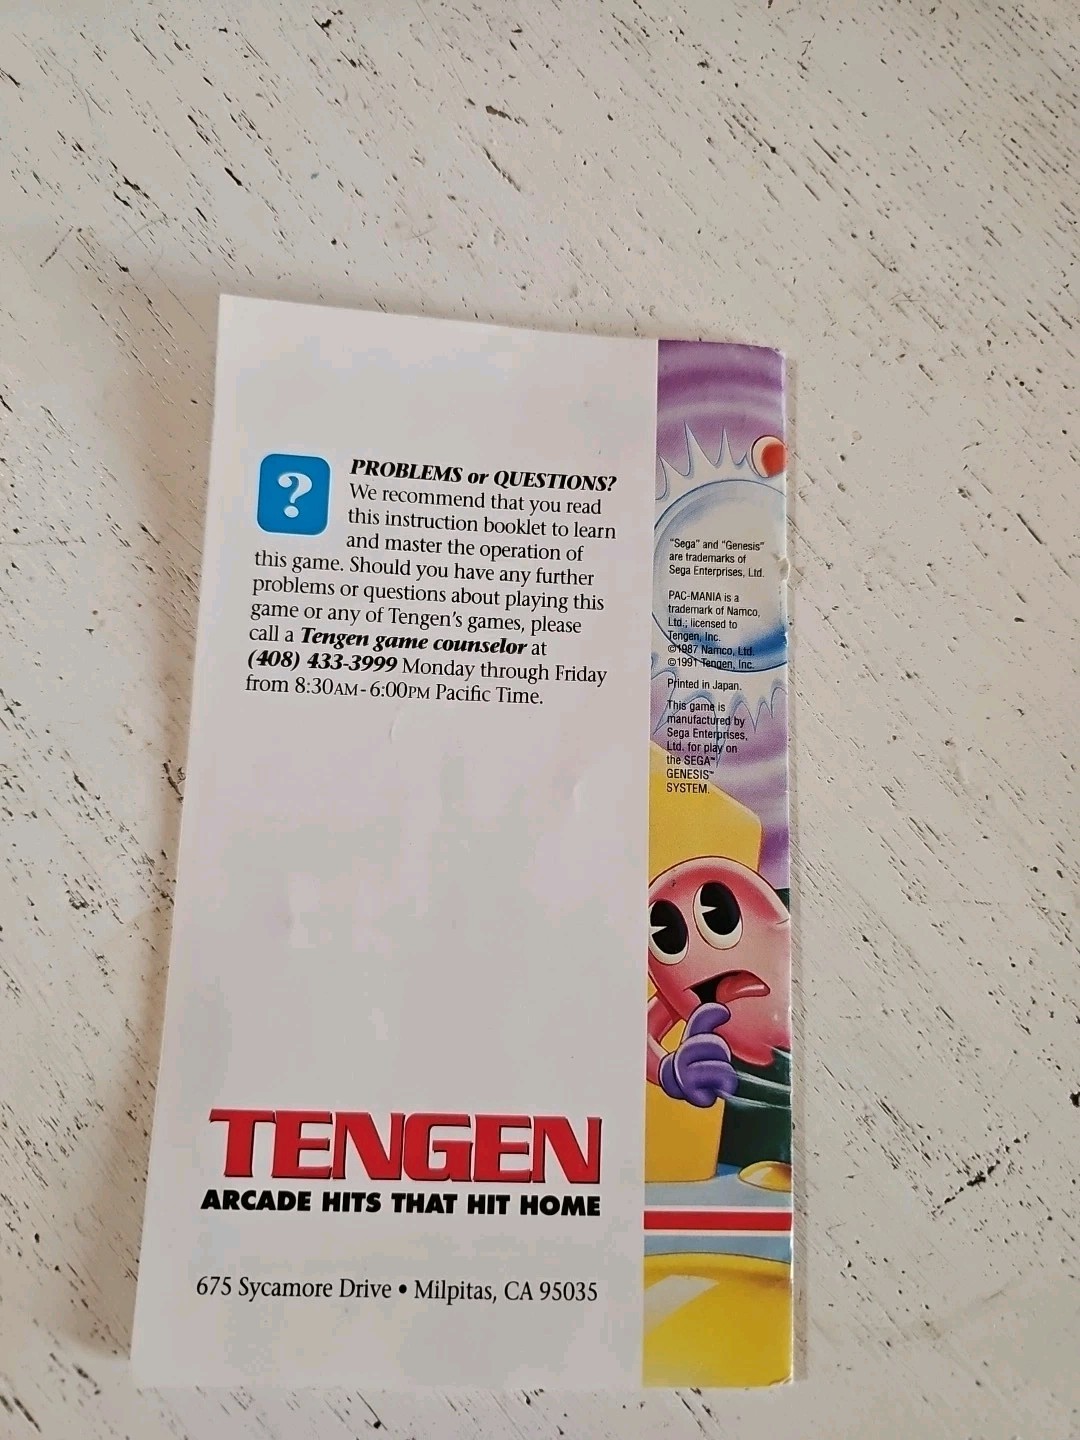 ?
PROBLEMS or QUESTIONS?
We recommend that you read
this instruction booklet to learn
and master the operation of
this game. Should you have any further
problems or questions about playing this
game or any of Tengen's games, please
call a Tengen game counselor at
(408) 433-3999 Monday through Friday
from 8:30AM - 6:00PM Pacific Time.
TENGEN
ARCADE HITS THAT HIT HOME
675 Sycamore Drive • Milpitas, CA 95035
"Sega" and "Genesis"
are trademarks of
Sega Enterprises, Ltd.
PAC-MANIA is a
trademark of Namco,
Ltd.; licensed to
Tengen, Inc.
©1987 Namco, Ltd.
©1991 Tengen, Inc.
Printed in Japan.
This game is
manufactured by
Sega Enterprises,
Ltd. for play on
the SEGA™
GENESIS™
SYSTEM.